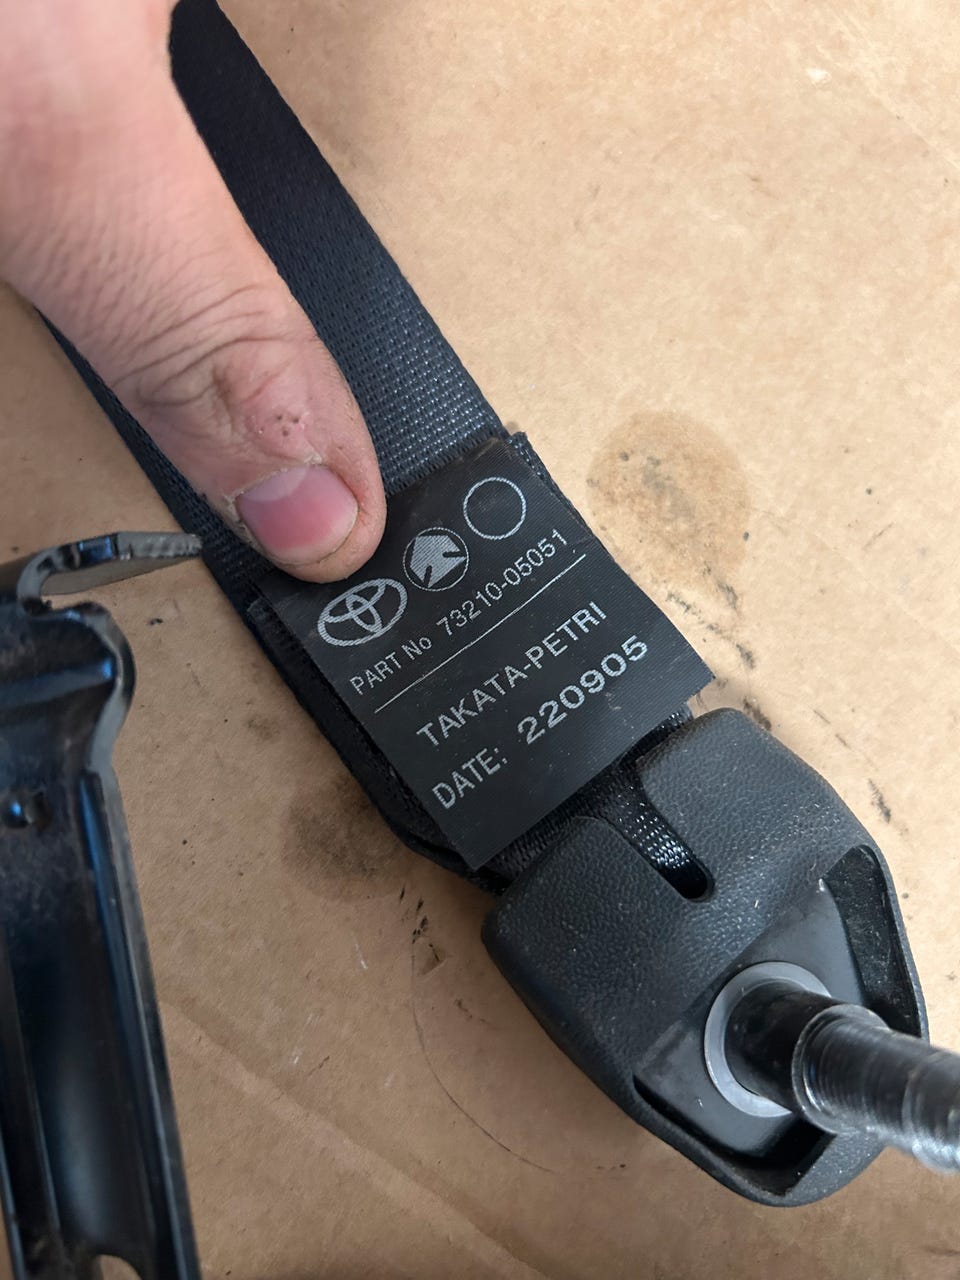 PART No 73210-05051
TAKATA-PETRI
DATE: 220905